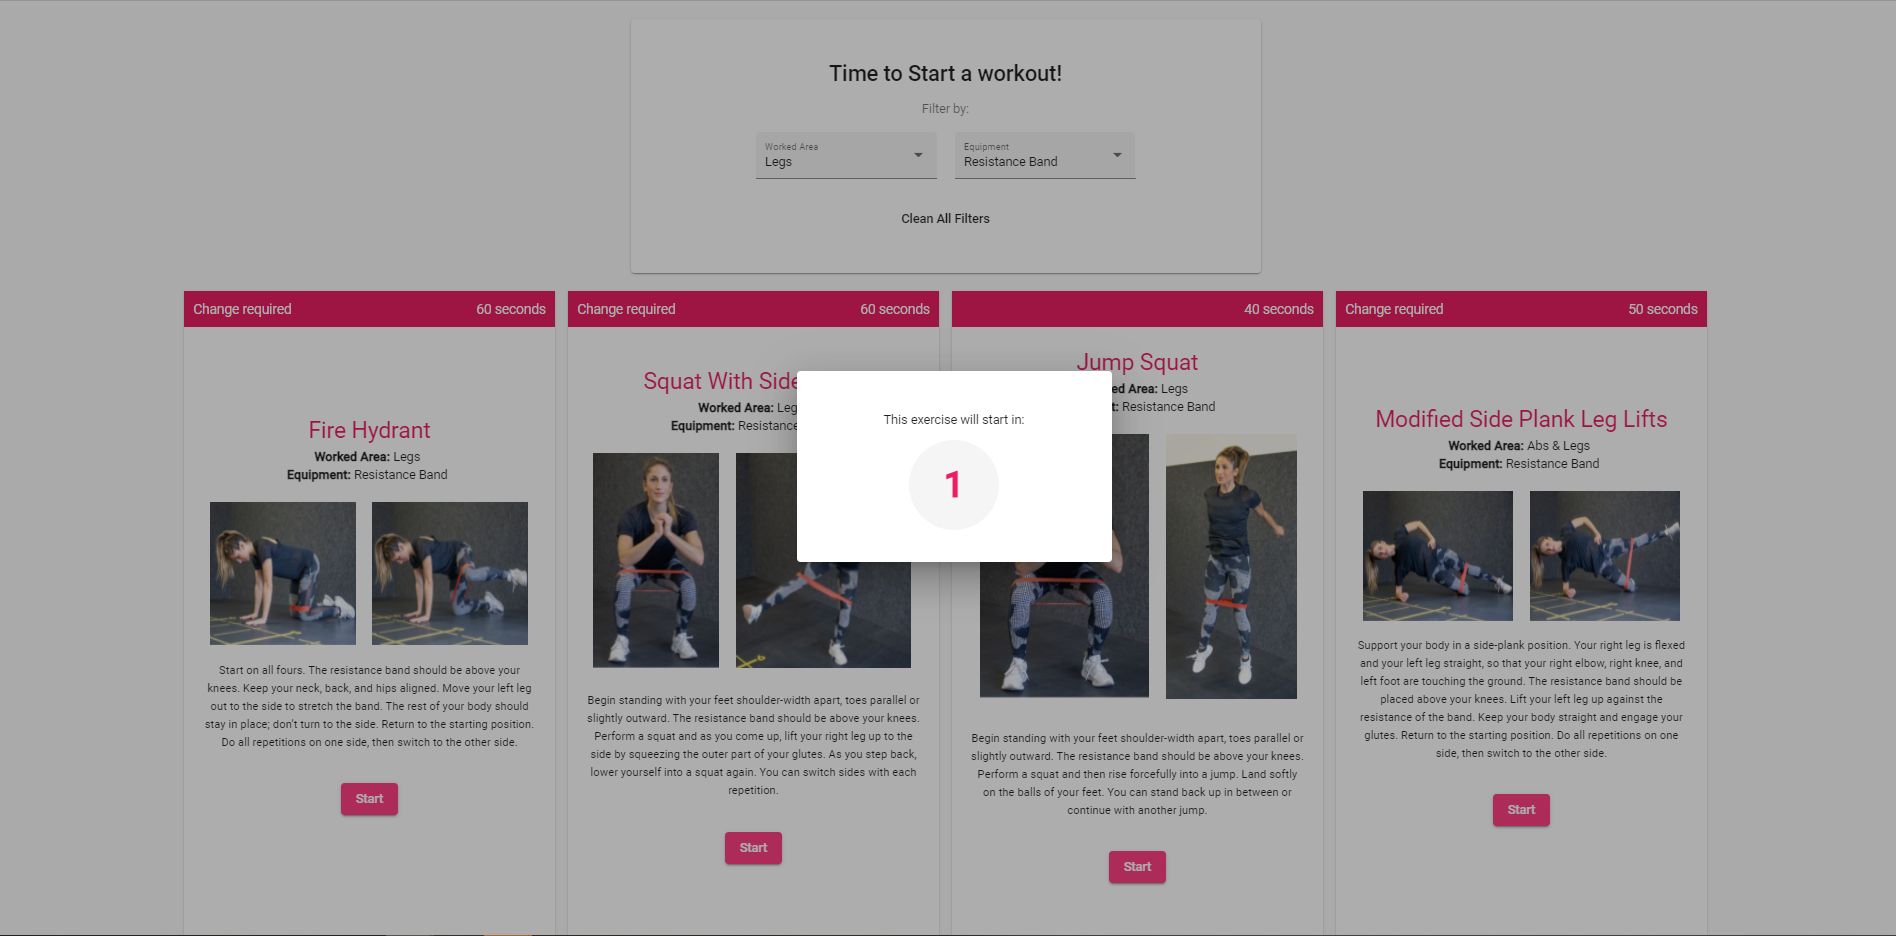 Time to Start a workout!
Filter by:
Worked Area
Legs
Equipment
Resistance Band
Clean All Filters
Change required 60 seconds
Fire Hydrant
Worked Area: Legs
Equipment: Resistance Band
Start on all fours. The resistance band should be above your
knees. Keep your neck, back, and hips aligned. Move your left leg
out to the side to stretch the band. The rest of your body should
stay in place; don't turn to the side. Return to the starting position.
Do all repetitions on one side, then switch to the other side.
Start
Change required 60 seconds
Squat With Side
Worked Area:
Equipment: Resistance
Begin standing with your feet shoulder-width apart, toes parallel or
slightly outward. The resistance band should be above your knees.
Perform a squat and as you come up, lift your right leg up to the
side by squeezing the outer part of your glutes. As you step back,
lower yourself into a squat again. You can switch sides with each
repetition.
Start
This exercise will start in:
1
40 seconds
Jump Squat
Area: Legs
Resistance Band
Begin standing with your feet shoulder-width apart, toes parallel or
slightly outward. The resistance band should be above your knees.
Perform a squat and then rise forcefully into a jump. Land softly
on the balls of your feet. You can stand back up in between or
continue with another jump.
Start
Change required 50 seconds
Modified Side Plank Leg Lifts
Worked Area: Abs & Legs
Equipment: Resistance Band
Support your body in a side-plank position. Your right leg is flexed
and your left leg straight, so that your right elbow, right knee, and
left foot are touching the ground. The resistance band should be
placed above your knees. Lift your left leg up against the
resistance of the band. Keep your body straight and engage your
glutes. Return to the starting position. Do all repetitions on one
side, then switch to the other side.
Start